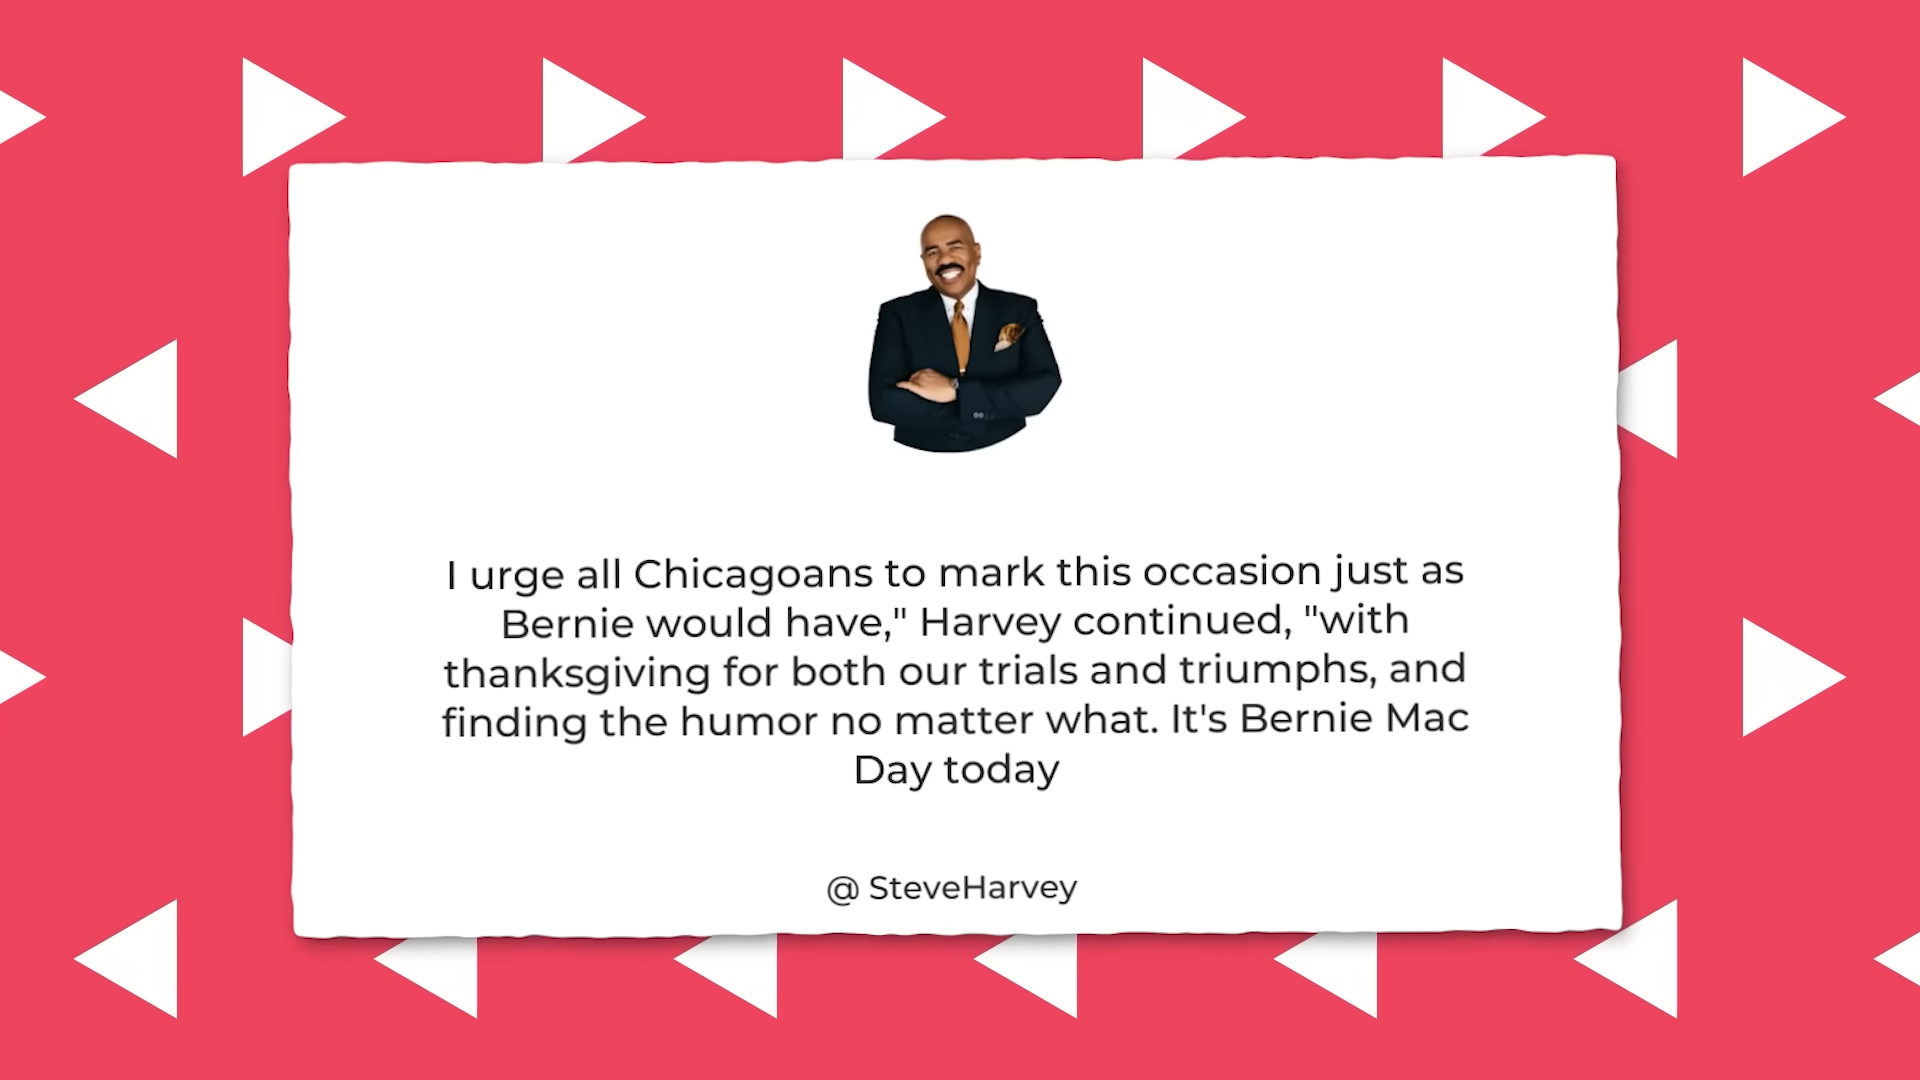 I urge all Chicagoans to mark this occasion just as
Bernie would have," Harvey continued, "with
thanksgiving for both our trials and triumphs, and
finding the humor no matter what. It's Bernie Mac
Day today
@ SteveHarvey